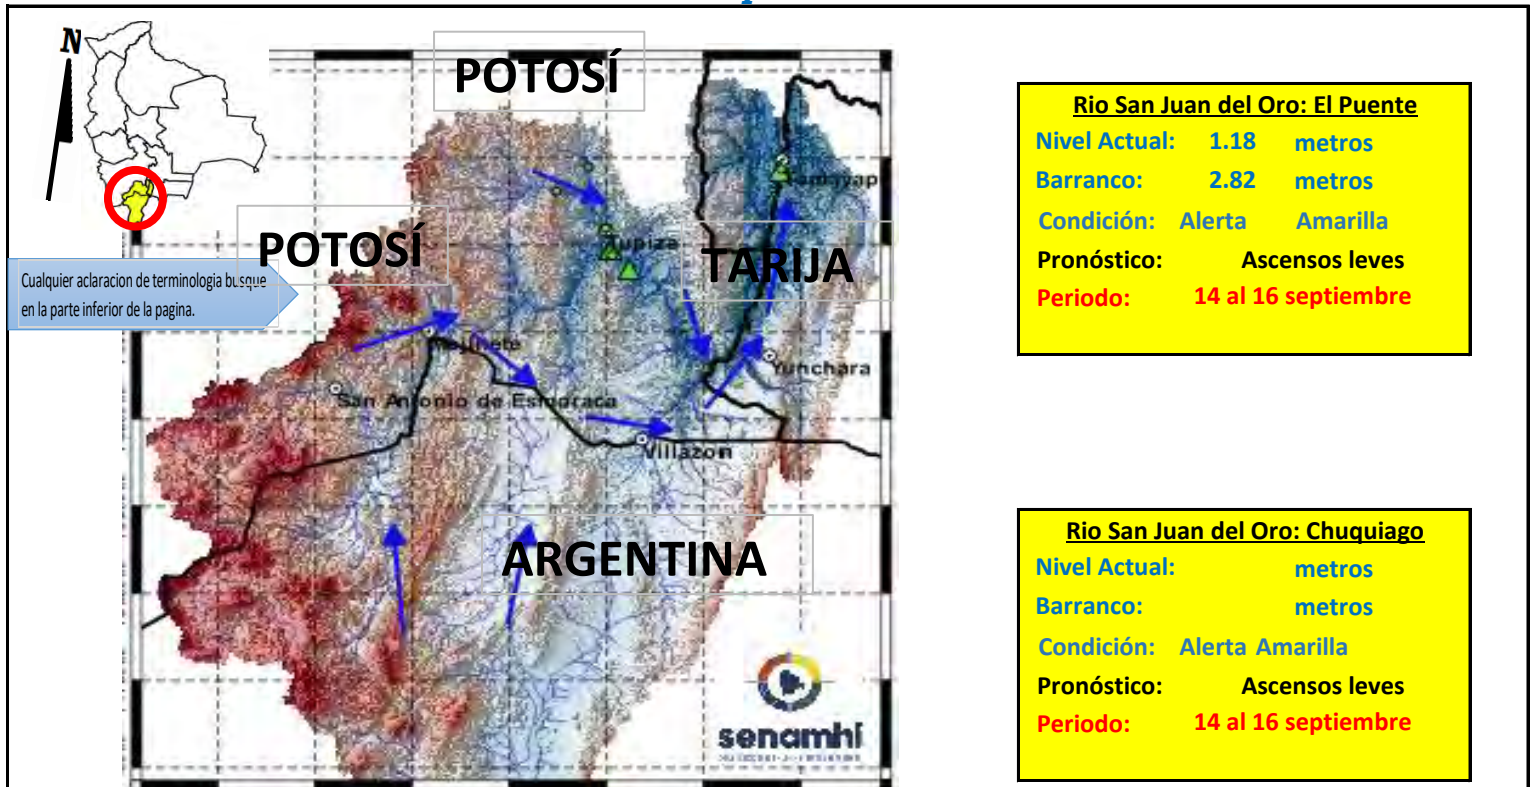 N
POTOSÍ
POTOSÍ
TARIJA
Cualquier aclaracion de terminologia busque
en la parte inferior de la pagina.
Tupiza
Yunchara
San Antonio de Esmoraca
Villazon
ARGENTINA
senamhi
Rio San Juan del Oro: El Puente
Nivel Actual: 1.18 metros
Barranco: 2.82 metros
Condición: Alerta Amarilla
Pronóstico: Ascensos leves
Periodo: 14 al 16 septiembre
Rio San Juan del Oro: Chuquiago
Nivel Actual: metros
Barranco: metros
Condición: Alerta Amarilla
Pronóstico: Ascensos leves
Periodo: 14 al 16 septiembre